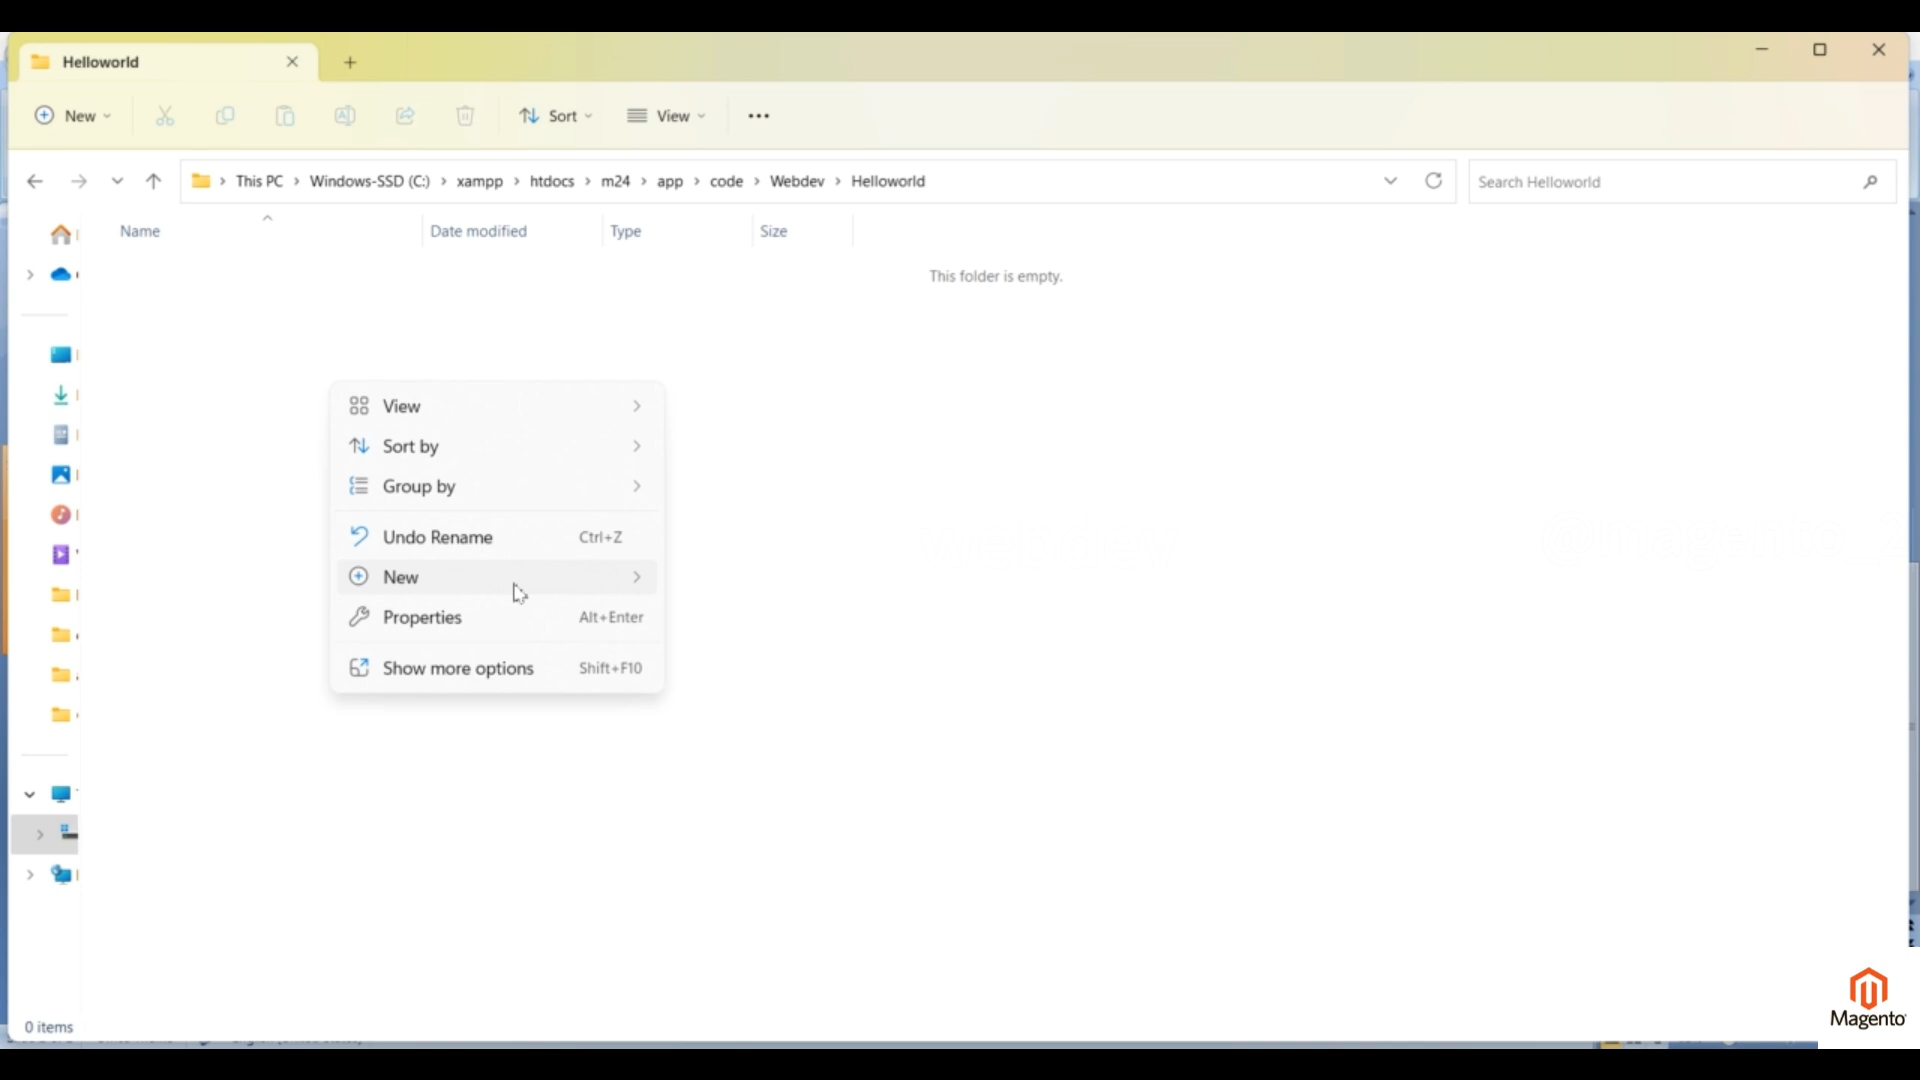 Helloworld
New Sort View
This PC Windows-SSD (C:) xampp htdocs m24 app code Webdev Helloworld
Search Helloworld
Name Date modified Type Size
This folder is empty.
View
Sort by
Group by
Undo Rename Ctrl+Z
New
Properties Alt+Enter
Show more options Shift+F10
0 items
Magento